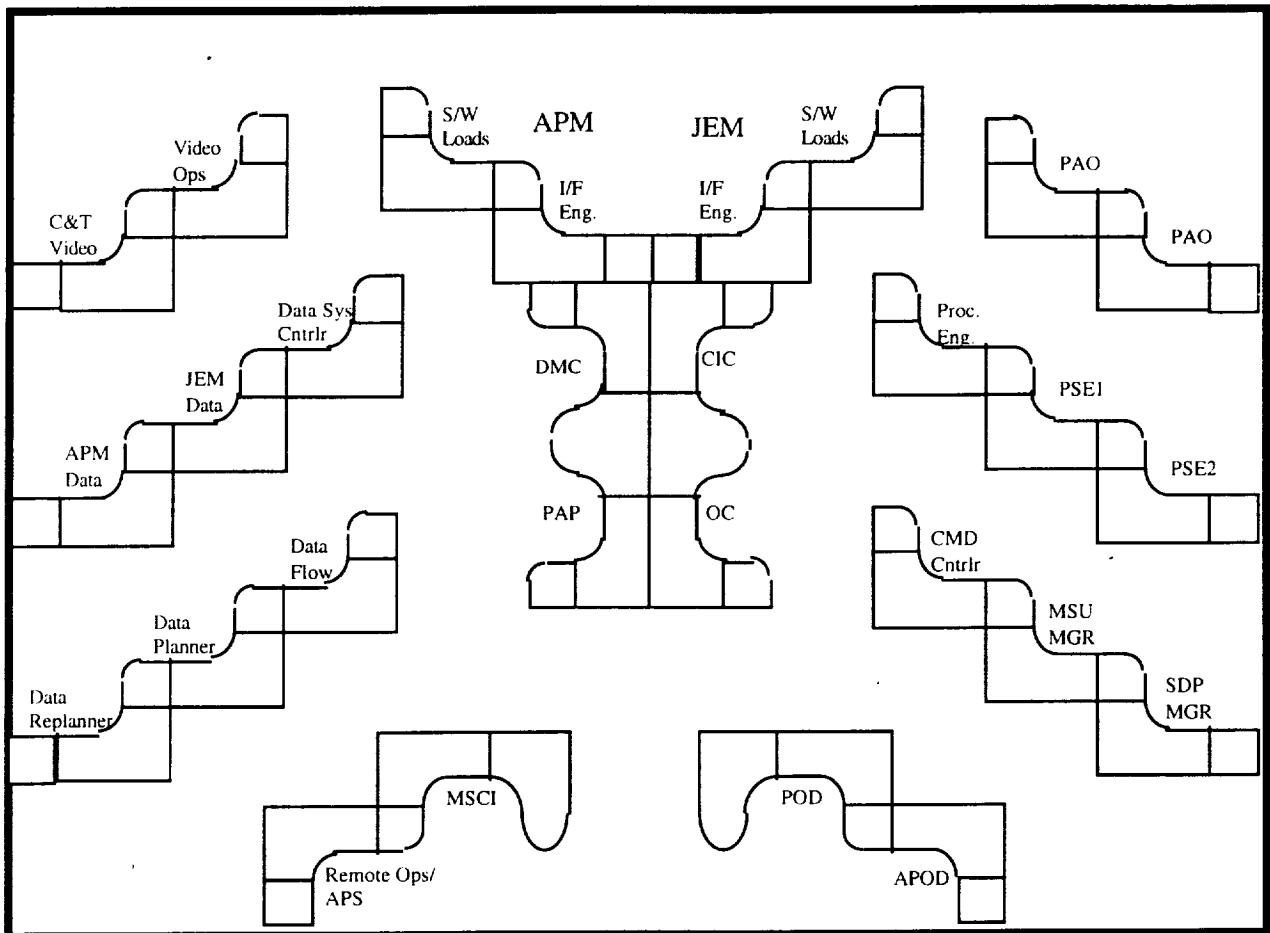 S/W
Loads
APM
JEM
S/W
Loads
Video
Ops
C&T
Video
I/F
Eng.
I/F
Eng.
PAO
PAO
Data Sys
Cntrlr
JEM
Data
APM
Data
DMC
CIC
Proc.
Eng.
PSE1
PSE2
PAP
OC
Data
Flow
Data
Planner
Data
Replanner
CMD
Cntrlr
MSU
MGR
SDP
MGR
MSCI
Remote Ops/
APS
POD
APOD